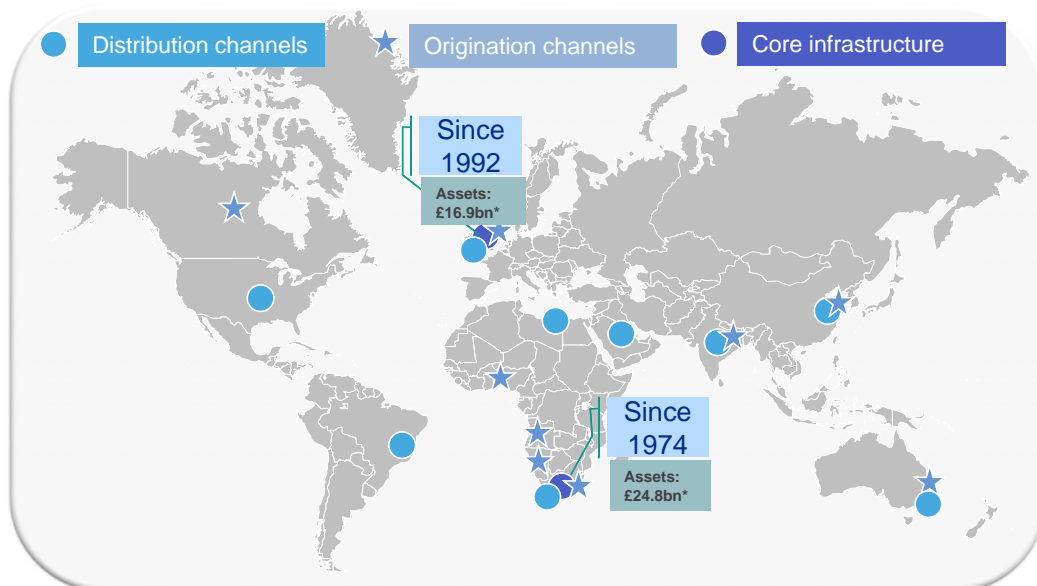 Distribution channels
Origination channels
Core infrastructure
Since
1992
Assets:
£16.9bn*
Since
1974
Assets:
£24.8bn*